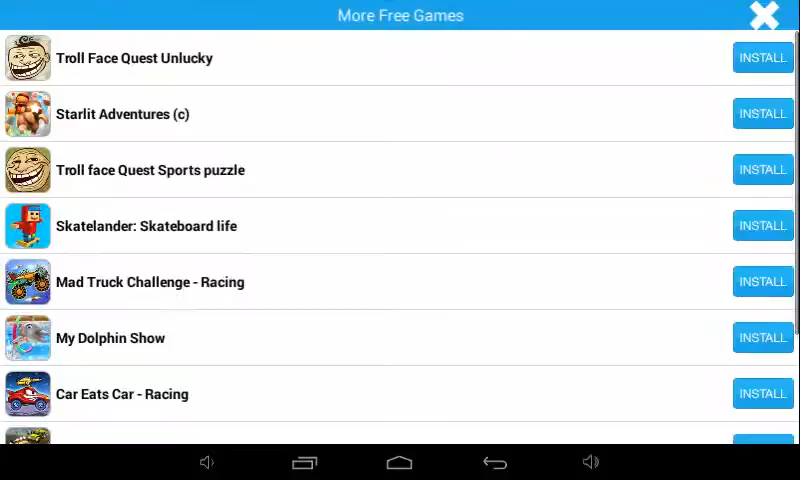 More Free Games
Troll Face Quest Unlucky
INSTALL
Starlit Adventures (c)
INSTALL
Troll face Quest Sports puzzle
INSTALL
Skatelander: Skateboard life
INSTALL
Mad Truck Challenge - Racing
INSTALL
My Dolphin Show
INSTALL
Car Eats Car - Racing
INSTALL